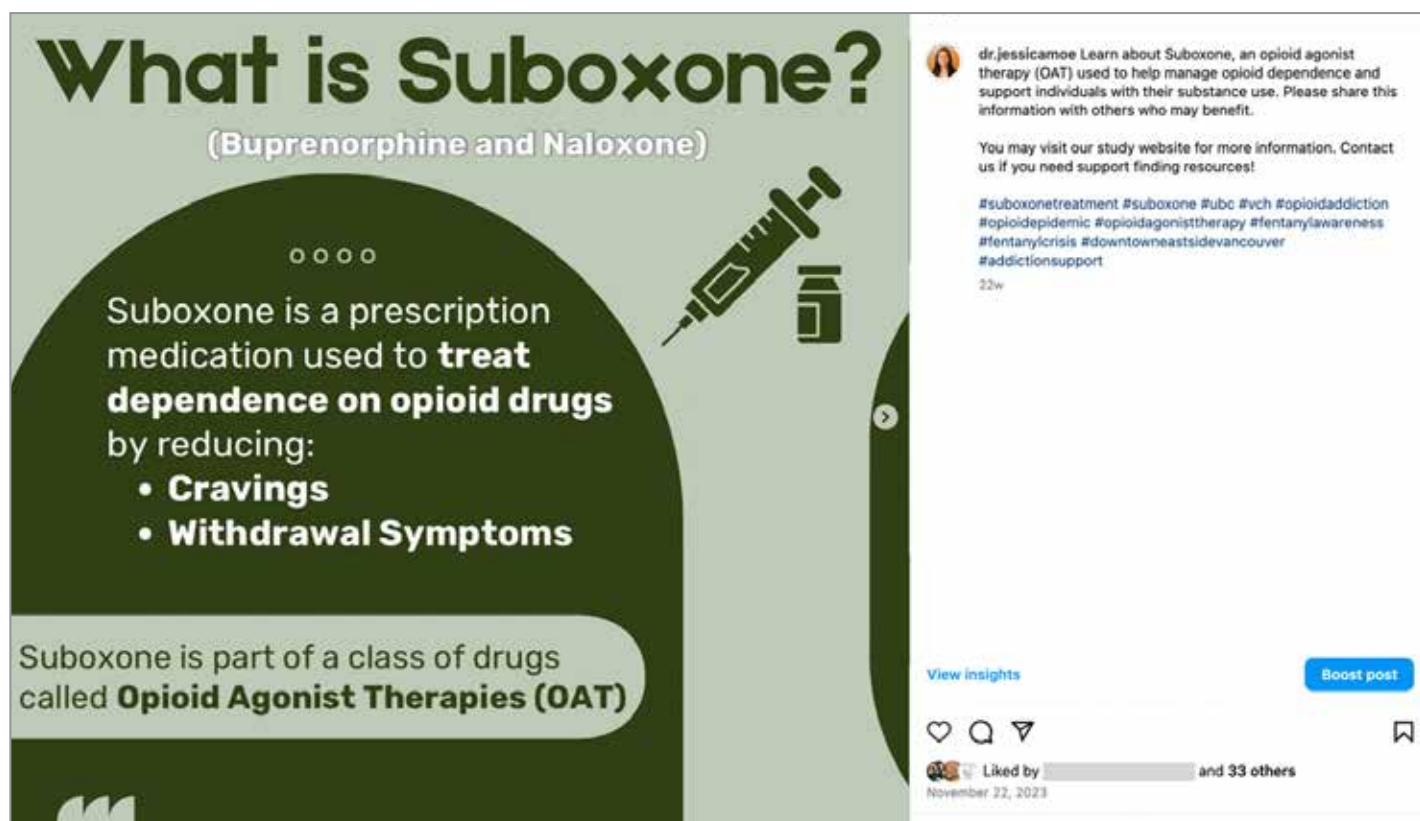 What is Suboxone?
(Buprenorphine and Naloxone)
Suboxone is a prescription
medication used to treat
dependence on opioid drugs
by reducing:
• Cravings
• Withdrawal Symptoms
Suboxone is part of a class of drugs
called Opioid Agonist Therapies (OAT)
dr.jessicamoe Learn about Suboxone, an opioid agonist
therapy (OAT) used to help manage opioid dependence and
support individuals with their substance use. Please share this
information with others who may benefit.
You may visit our study website for more information. Contact
us if you need support finding resources!
#suboxonetreatment #suboxone #ubc #vch #opioidaddiction
#opioidepidemic #opioidagonisttherapy #fentanylawareness
#fentanylcrisis #downtowneastsidevancouver
#addictionsupport
22w
View insights
Boost post
Liked by and 33 others
November 22, 2023